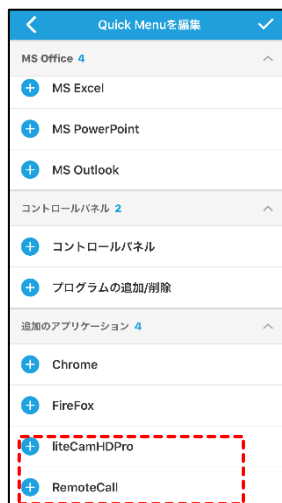 Quick Menuを編集
MS Office 4
MS Excel
MS PowerPoint
MS Outlook
コントロールパネル 2
コントロールパネル
プログラムの追加/削除
追加のアプリケーション 4
Chrome
FireFox
liteCamHDPro
RemoteCall